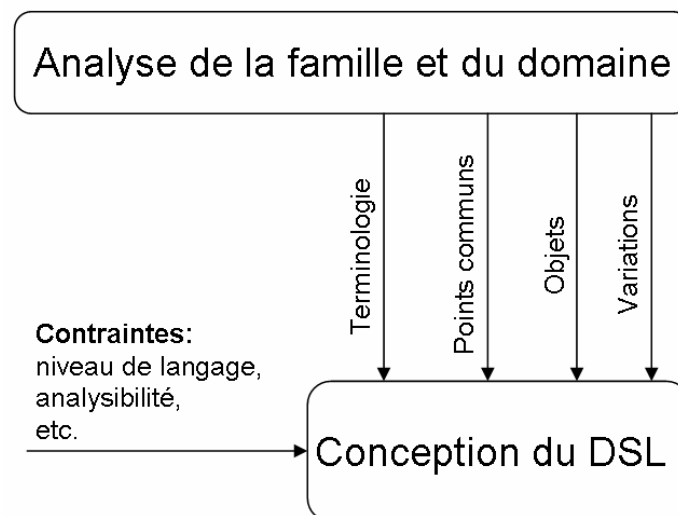 Analyse de la famille et du domaine
Terminologie
Points communs
Objets
Variations
Contraintes:
niveau de langage,
analysibilité,
etc.
Conception du DSL